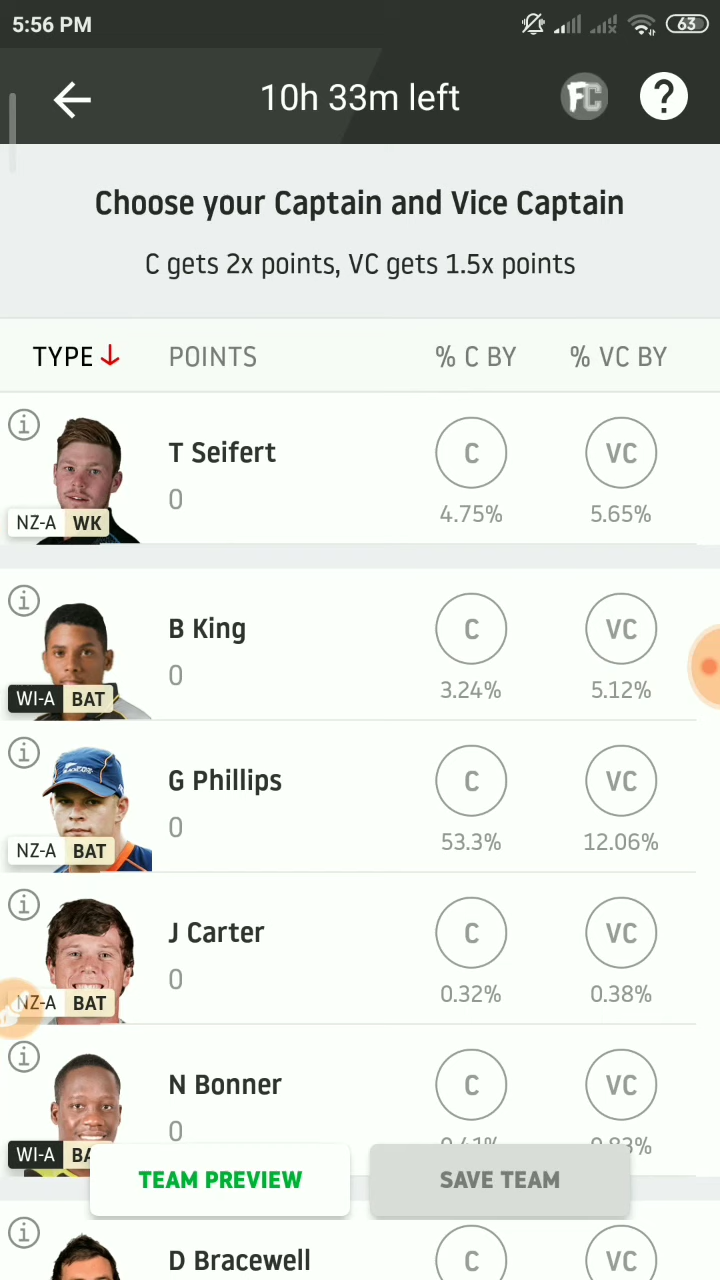 5:56 PM 63
10h 33m left FC ?
Choose your Captain and Vice Captain
C gets 2x points, VC gets 1.5x points
TYPE POINTS % C BY % VC BY
T Seifert C VC
0
4.75% 5.65%
NZ-A WK
B King C VC
0
3.24% 5.12%
WI-A BAT
G Phillips C VC
0
53.3% 12.06%
NZ-A BAT
J Carter C VC
0
0.32% 0.38%
NZ-A BAT
N Bonner C VC
0
WI-A
TEAM PREVIEW SAVE TEAM
D Bracewell C VC